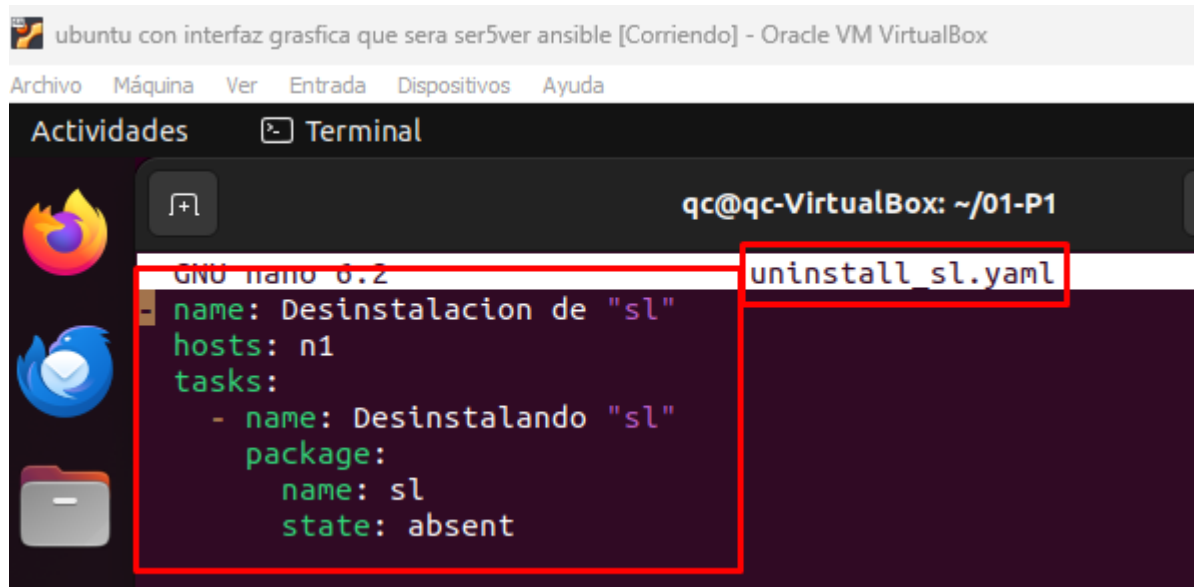 ubuntu con interfaz grasfica que sera ser5ver ansible [Corriendo] - Oracle VM VirtualBox
Archivo Máquina Ver Entrada Dispositivos Ayuda
Actividades Terminal
qc@qc-VirtualBox: ~/01-P1
GNU nano 6.2 uninstall_sl.yaml
- name: Desinstalacion de "sl"
  hosts: n1
  tasks:
    - name: Desinstalando "sl"
      package:
        name: sl
        state: absent